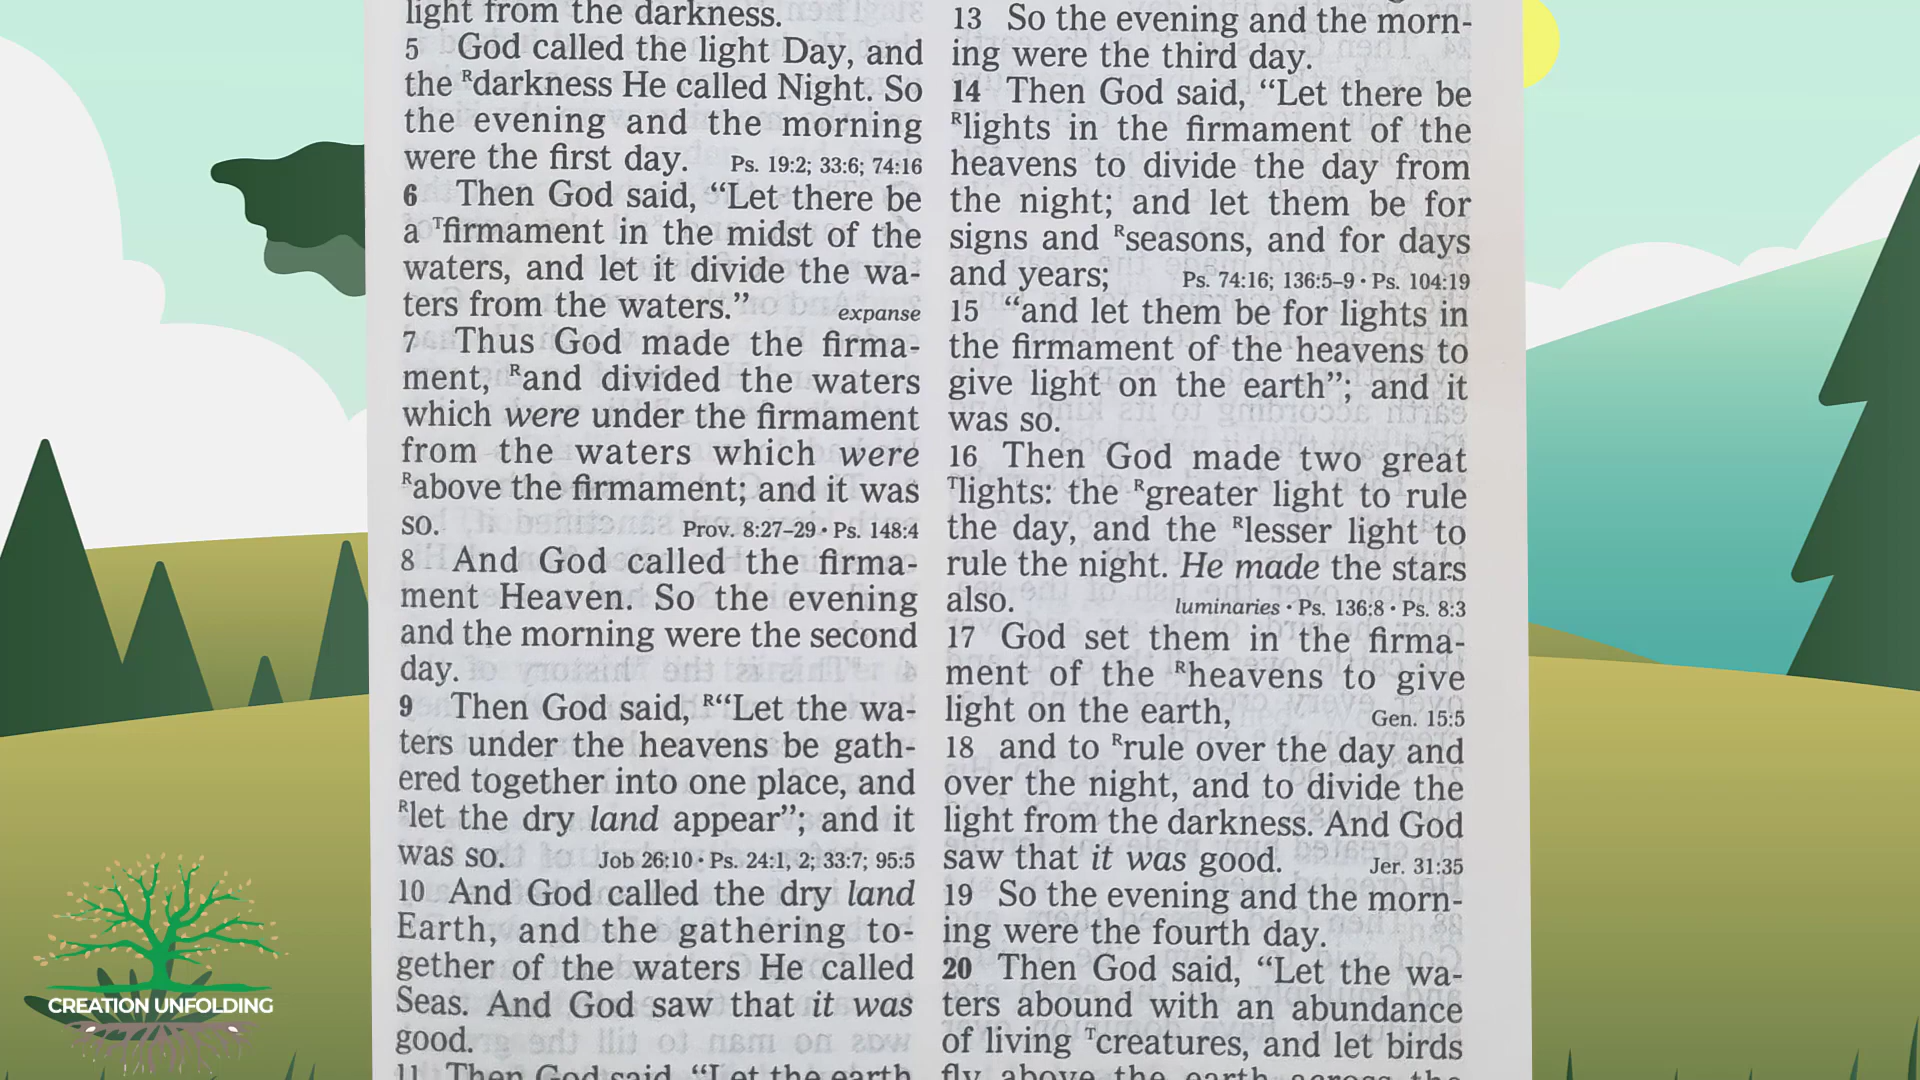 light from the darkness.
5 God called the light Day, and
the ᴿdarkness He called Night. So
the evening and the morning
were the first day. Ps. 19:2; 33:6; 74:16
6 Then God said, “Let there be
a ᵀfirmament in the midst of the
waters, and let it divide the wa-
ters from the waters.” expanse
7 Thus God made the firma-
ment, ᴿand divided the waters
which were under the firmament
from the waters which were
ᴿabove the firmament; and it was
so. Prov. 8:27–29 • Ps. 148:4
8 And God called the firma-
ment Heaven. So the evening
and the morning were the second
day.
9 Then God said, ᴿ“Let the wa-
ters under the heavens be gath-
ered together into one place, and
ᴿlet the dry land appear”; and it
was so. Job 26:10 • Ps. 24:1, 2; 33:7; 95:5
10 And God called the dry land
Earth, and the gathering to-
gether of the waters He called
Seas. And God saw that it was
good.
11 Then God said, “Let the earth
13 So the evening and the morn-
ing were the third day.
14 Then God said, “Let there be
ᴿlights in the firmament of the
heavens to divide the day from
the night; and let them be for
signs and ᴿseasons, and for days
and years; Ps. 74:16; 136:5–9 • Ps. 104:19
15 “and let them be for lights in
the firmament of the heavens to
give light on the earth”; and it
was so.
16 Then God made two great
ᵀlights: the ᴿgreater light to rule
the day, and the ᴿlesser light to
rule the night. He made the stars
also. luminaries • Ps. 136:8 • Ps. 8:3
17 God set them in the firma-
ment of the ᴿheavens to give
light on the earth, Gen. 15:5
18 and to ᴿrule over the day and
over the night, and to divide the
light from the darkness. And God
saw that it was good. Jer. 31:35
19 So the evening and the morn-
ing were the fourth day.
20 Then God said, “Let the wa-
ters abound with an abundance
of living ᵀcreatures, and let birds
fly above the earth across the
CREATION UNFOLDING